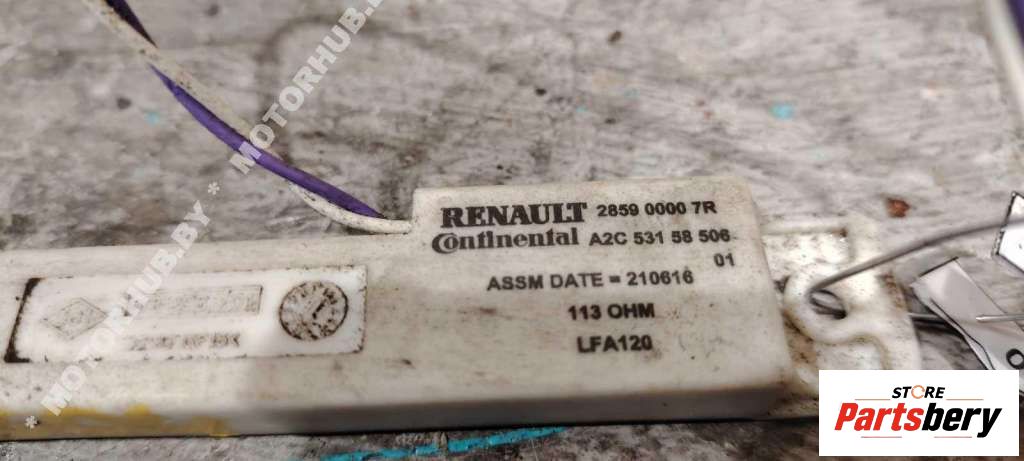 * MOTORHUB.BY * MOTORHUB.BY *
RENAULT 2859 0000 7R
Continental A2C 531 58 506
01
ASSM DATE = 210616
113 OHM
LFA120
STORE
Partsbery